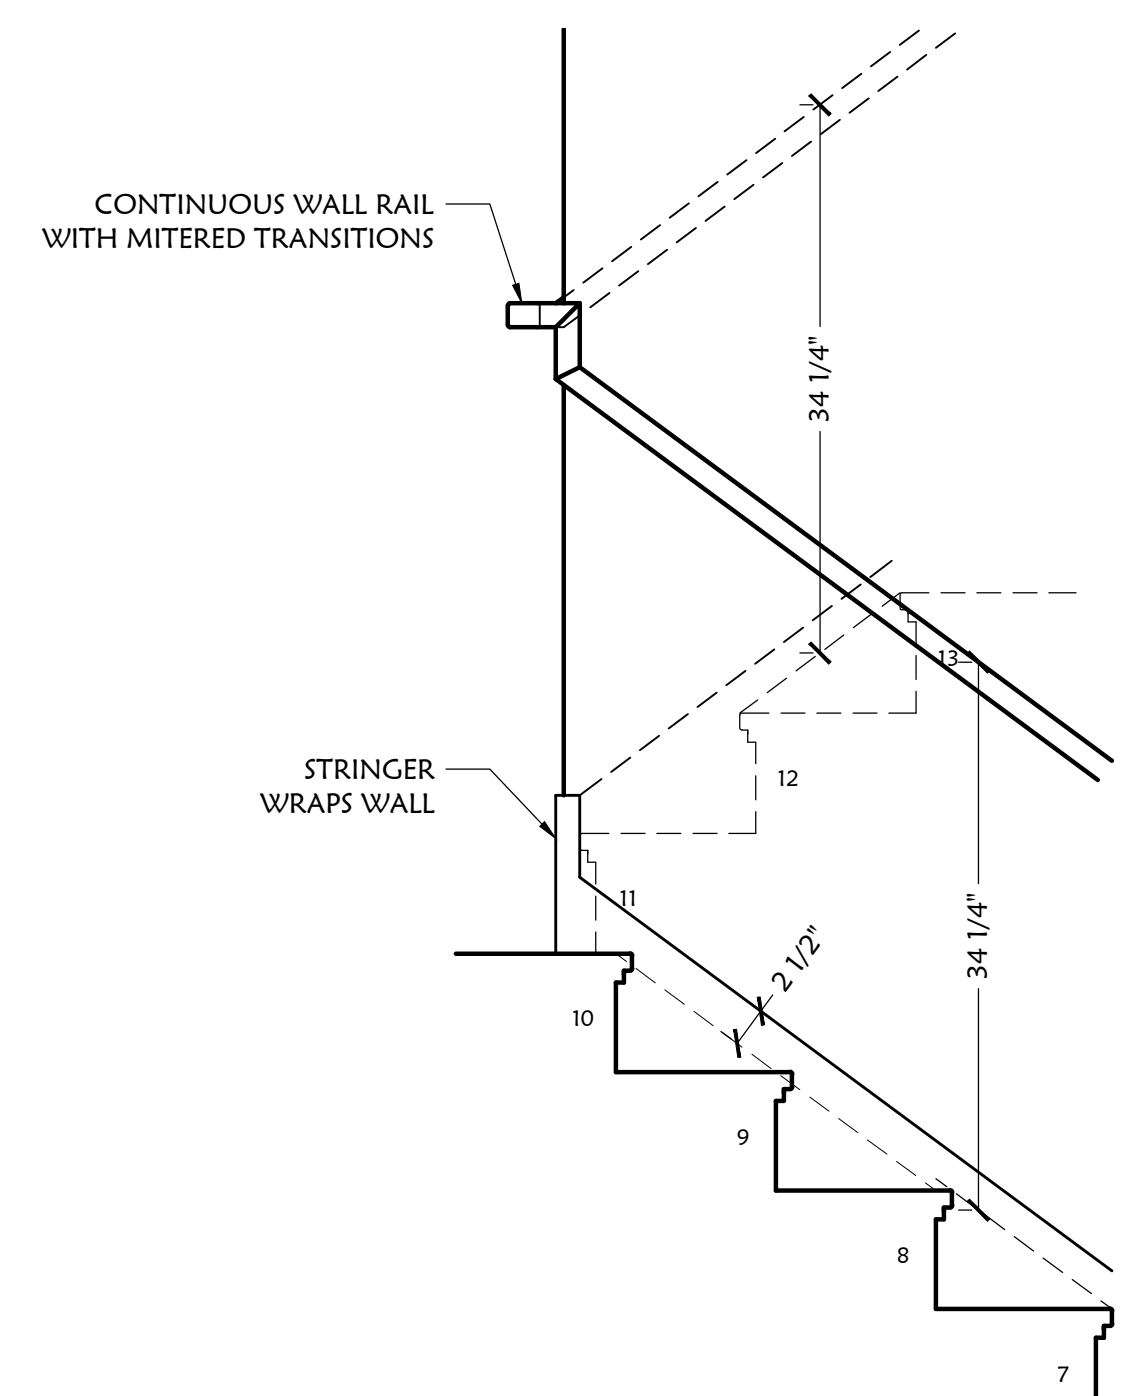 CONTINUOUS WALL RAIL
WITH MITERED TRANSITIONS
34 1/4"
13
STRINGER
WRAPS WALL
12
11
34 1/4"
2 1/2"
10
9
8
7